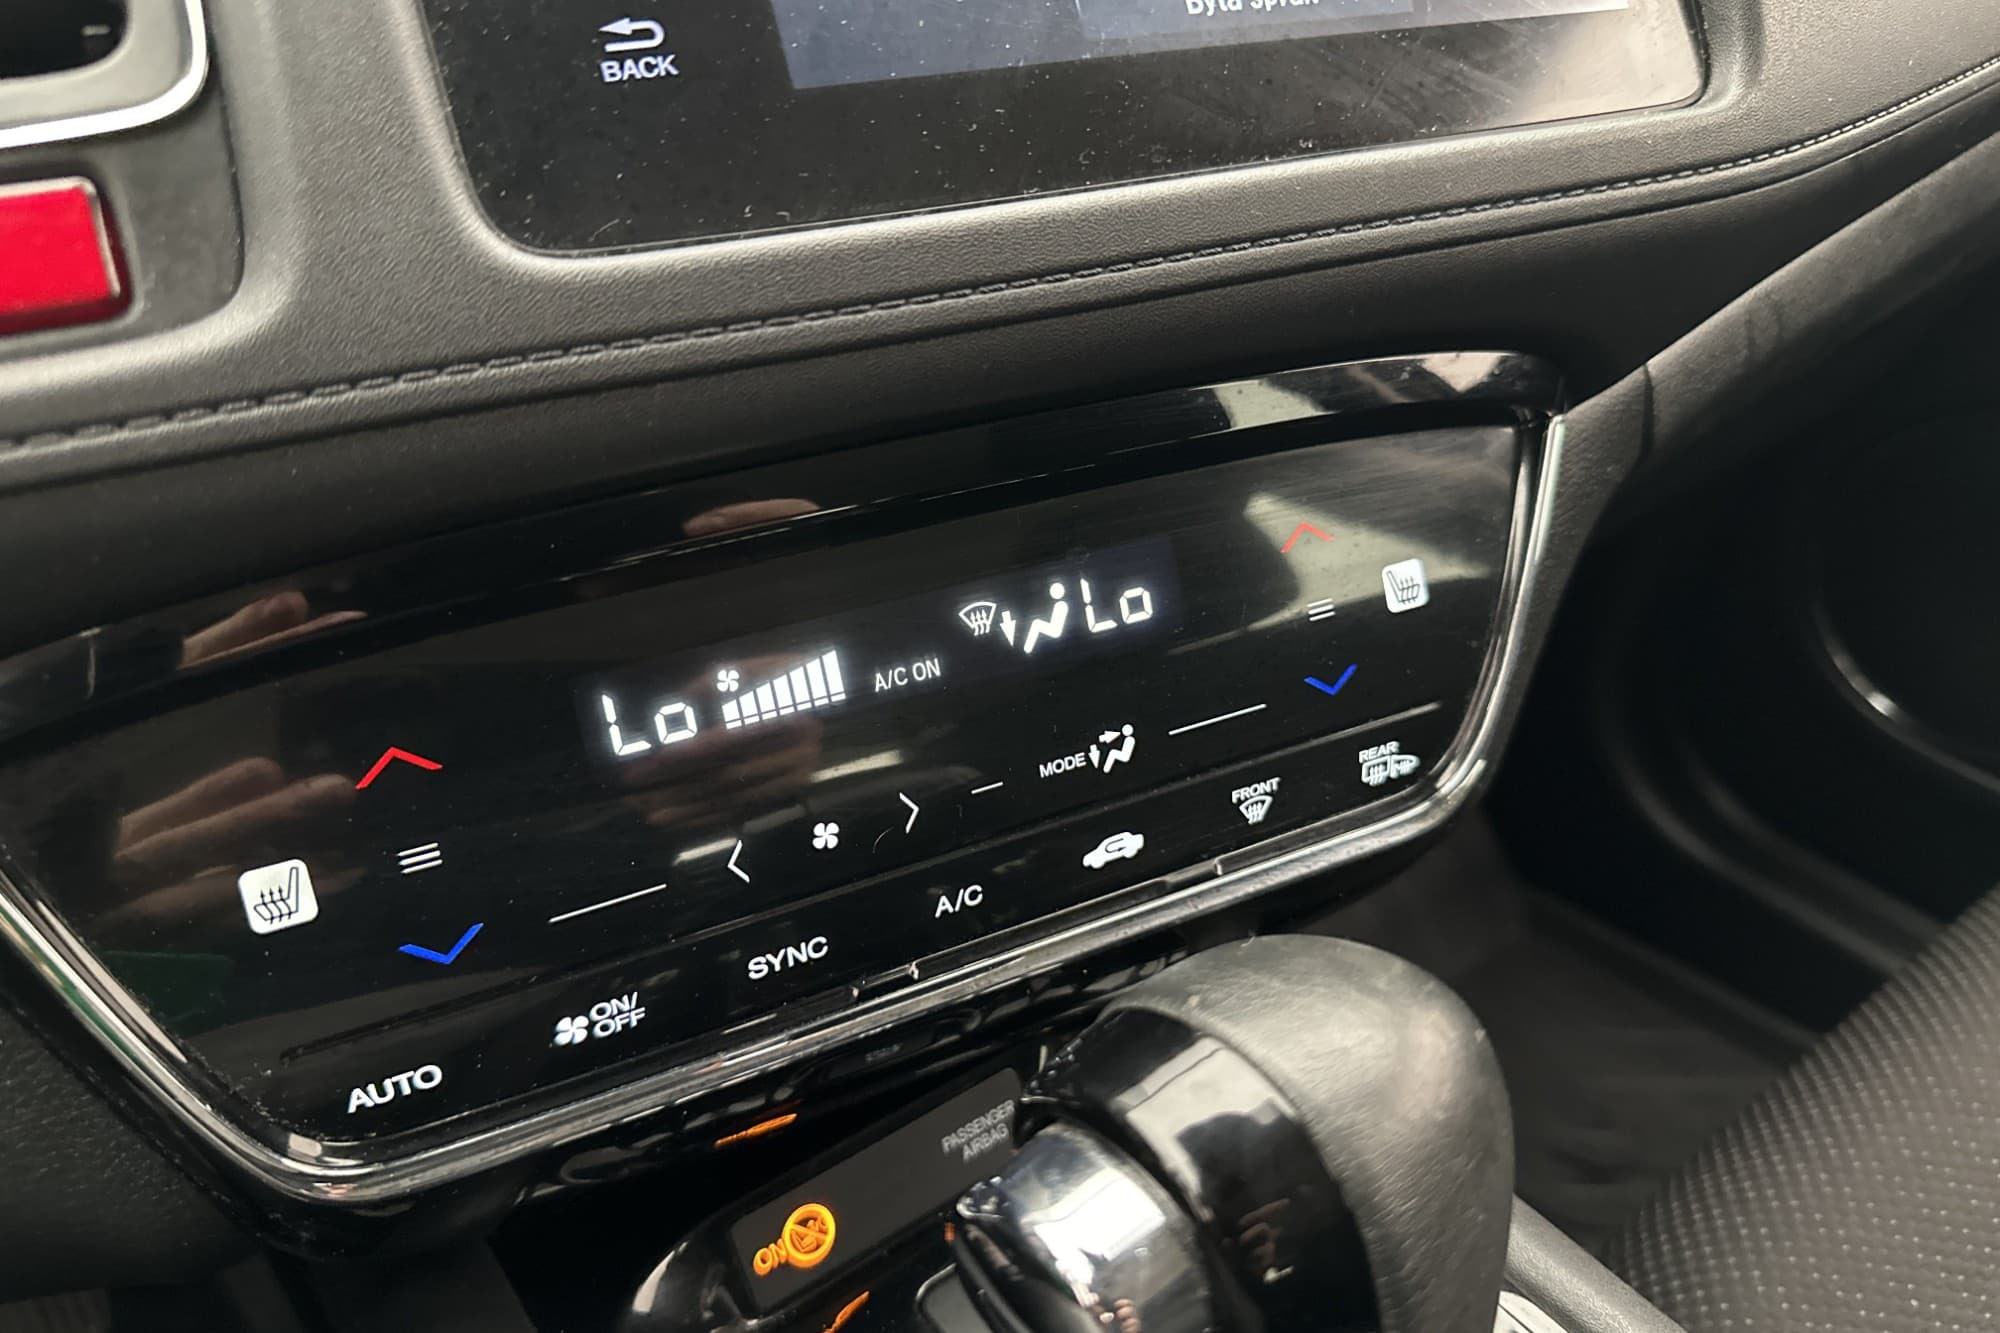 BACK
Lo
A/C ON
Lo
MODE
REAR
FRONT
A/C
SYNC
ON/
OFF
AUTO
PASSENGER
AIRBAG
ON